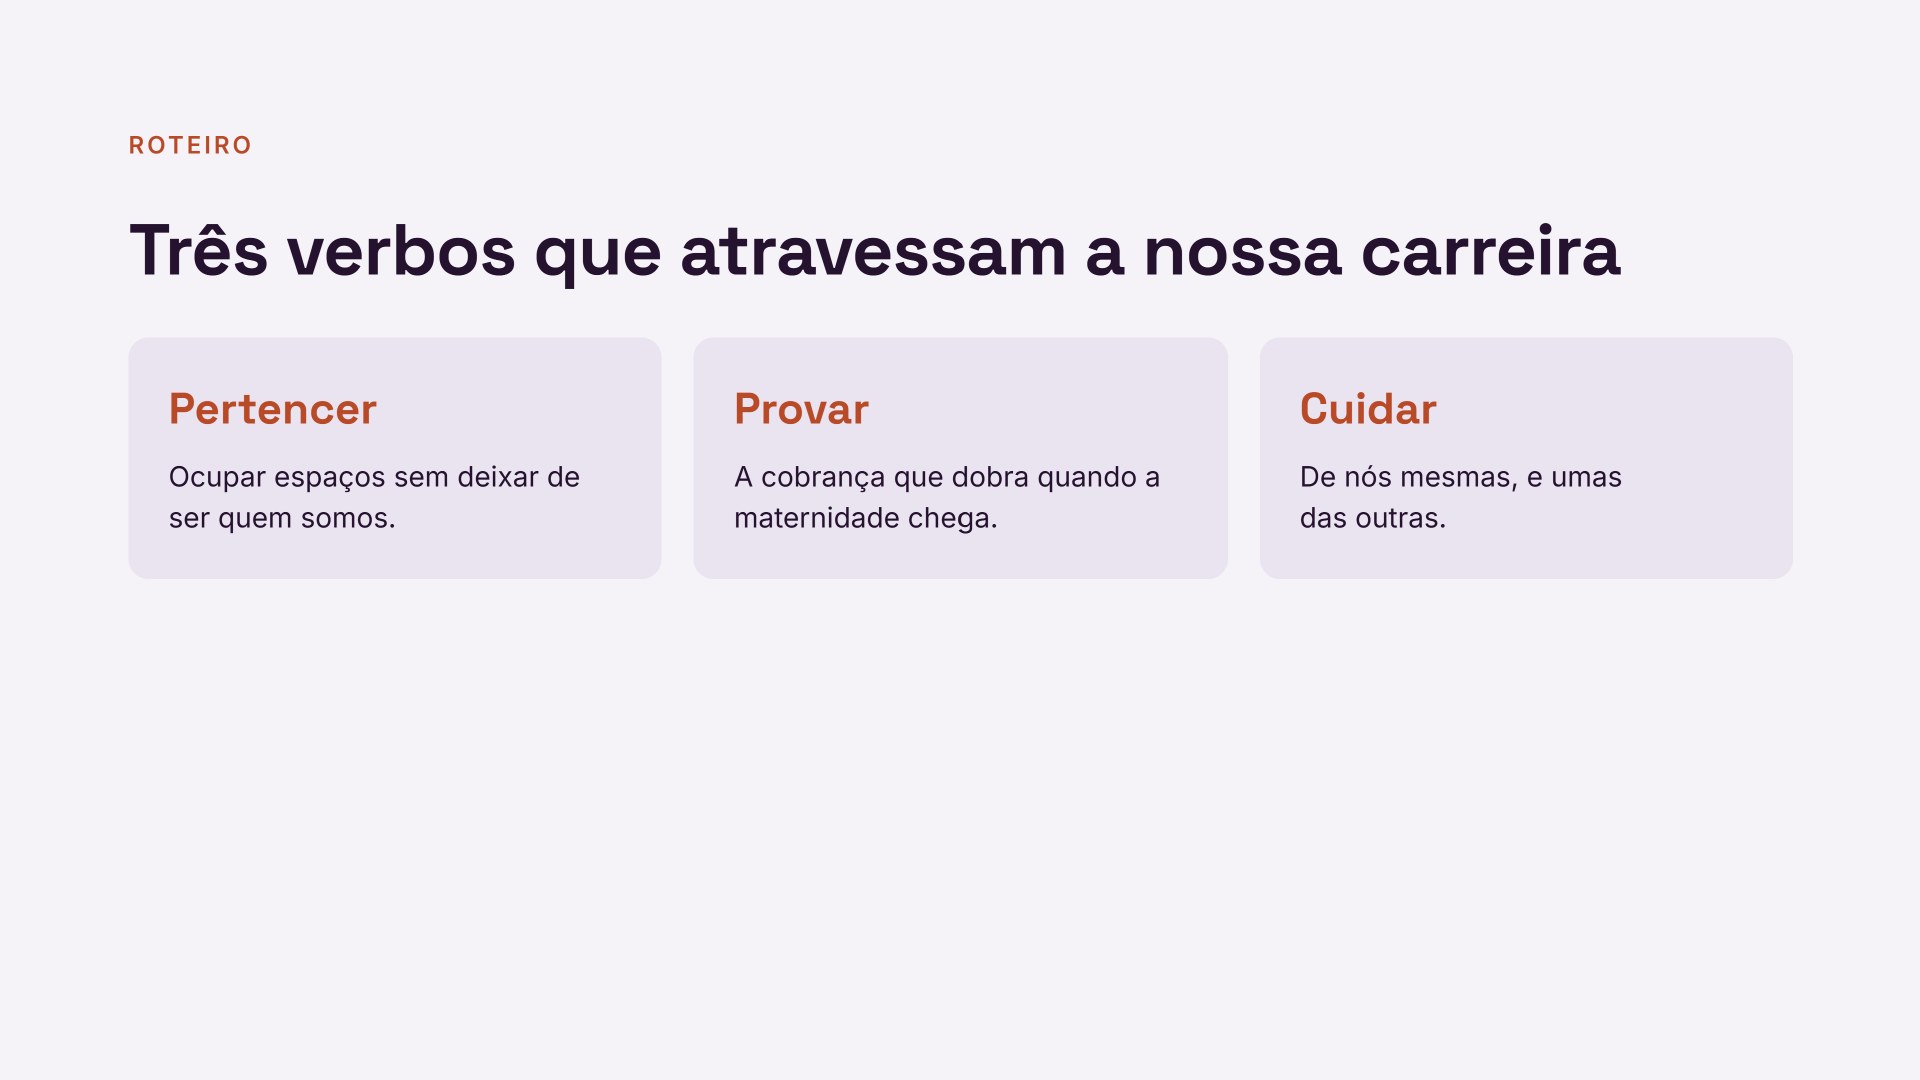 ROTEIRO
Três verbos que atravessam a nossa carreira
Pertencer
Ocupar espaços sem deixar de
ser quem somos.
Provar
A cobrança que dobra quando a
maternidade chega.
Cuidar
De nós mesmas, e umas
das outras.